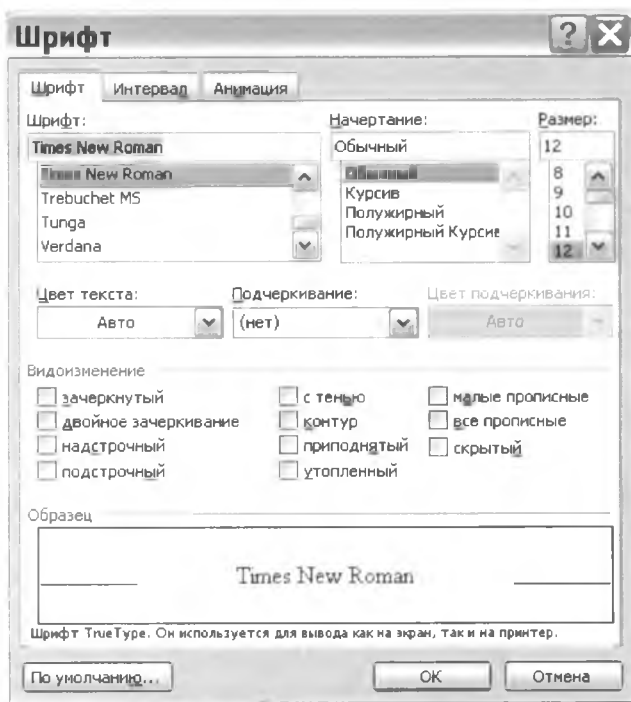 Шрифт
Шрифт Интервал Анимация
Шрифт: Начертание: Размер:
Times New Roman Обычный 12
Times New Roman Обычный 8
Trebuchet MS Курсив 9
Tunga Полужирный 10
Verdana Полужирный Курсив 11
12
Цвет текста: Подчеркивание: Цвет подчеркивания:
Авто (нет) Авто
Видоизменение
зачеркнутый с тенью малые прописные
двойное зачеркивание контур все прописные
надстрочный приподнятый скрытый
подстрочный утопленный
Образец
Times New Roman
Шрифт TrueType. Он используется для вывода как на экран, так и на принтер.
По умолчанию... ОК Отмена